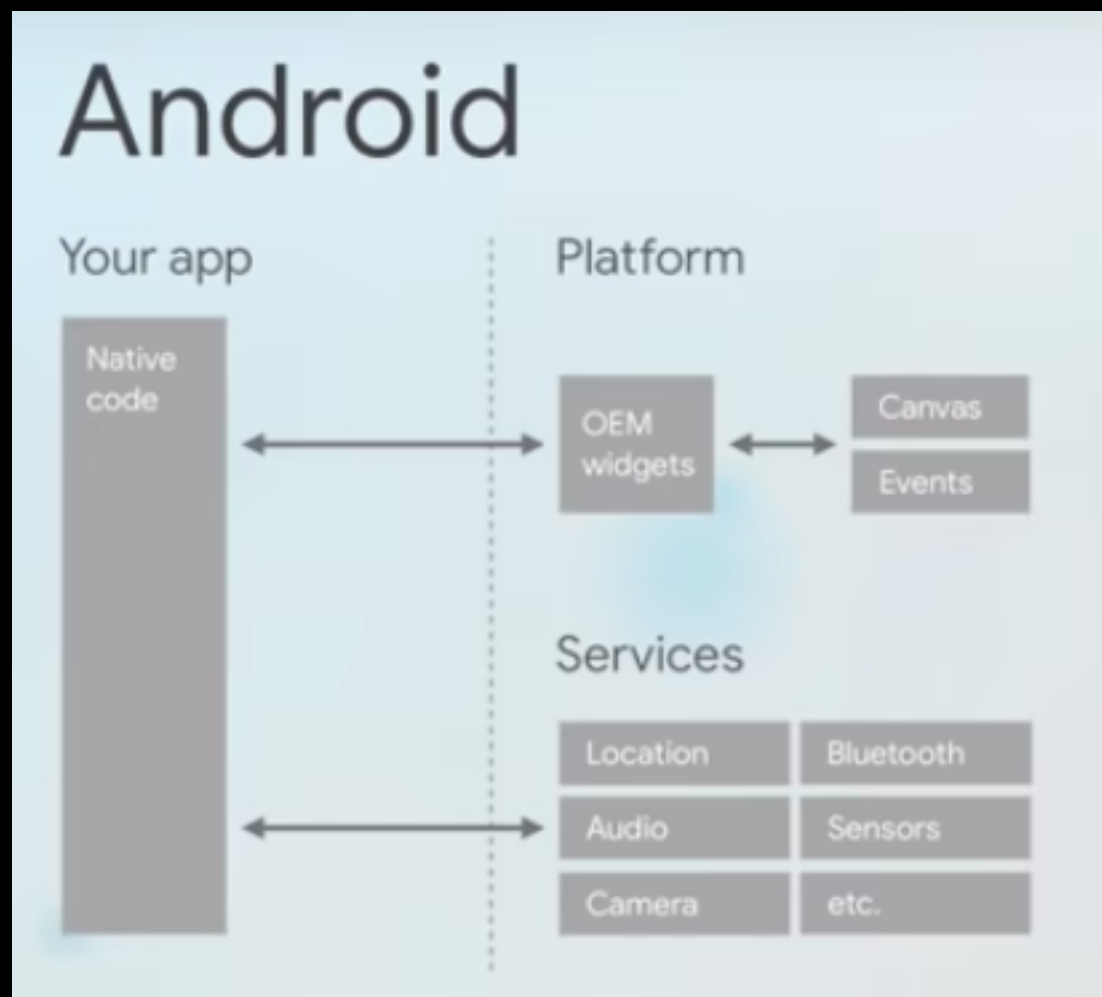 Android
Your app
Platform
Native
code
OEM
widgets
Canvas
Events
Services
Location
Bluetooth
Audio
Sensors
Camera
etc.